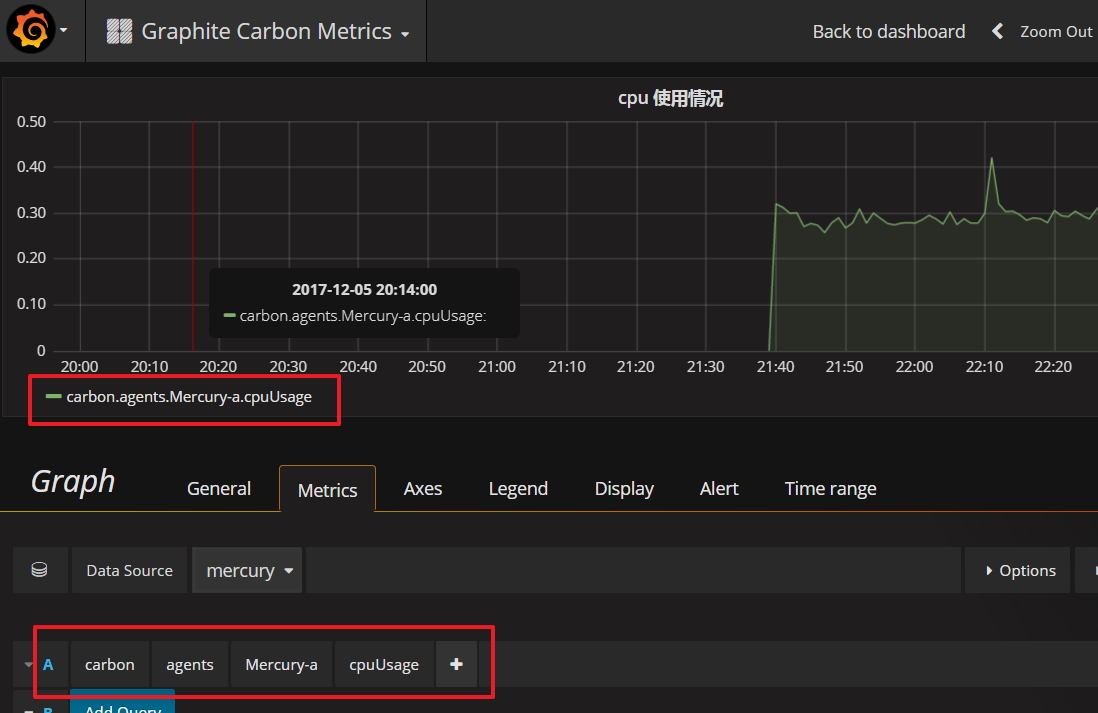 Graphite Carbon Metrics
Back to dashboard
Zoom Out
cpu 使用情况
0.50
0.40
0.30
0.20
0.10
0
2017-12-05 20:14:00
carbon.agents.Mercury-a.cpuUsage:
20:00 20:10 20:20 20:30 20:40 20:50 21:00 21:10 21:20 21:30 21:40 21:50 22:00 22:10 22:20
carbon.agents.Mercury-a.cpuUsage
Graph General Metrics Axes Legend Display Alert Time range
Data Source mercury Options
A carbon agents Mercury-a cpuUsage +
B Add Query